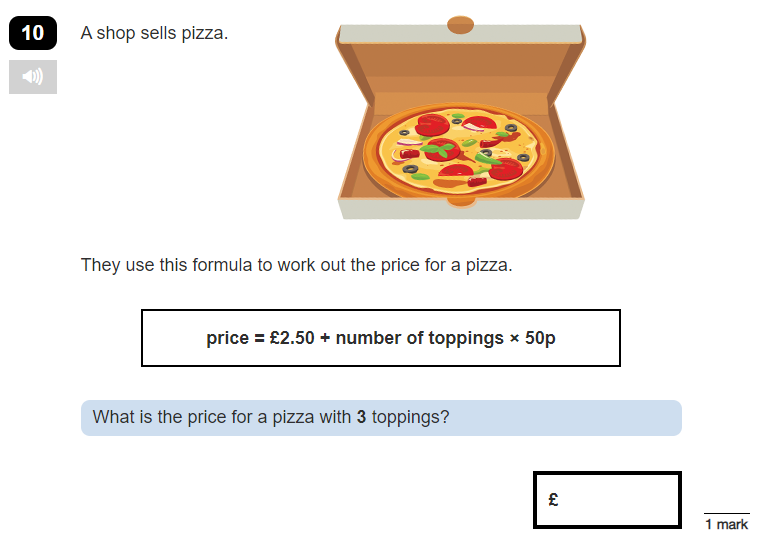 10
A shop sells pizza.
They use this formula to work out the price for a pizza.
price = £2.50 + number of toppings × 50p
What is the price for a pizza with 3 toppings?
£
1 mark